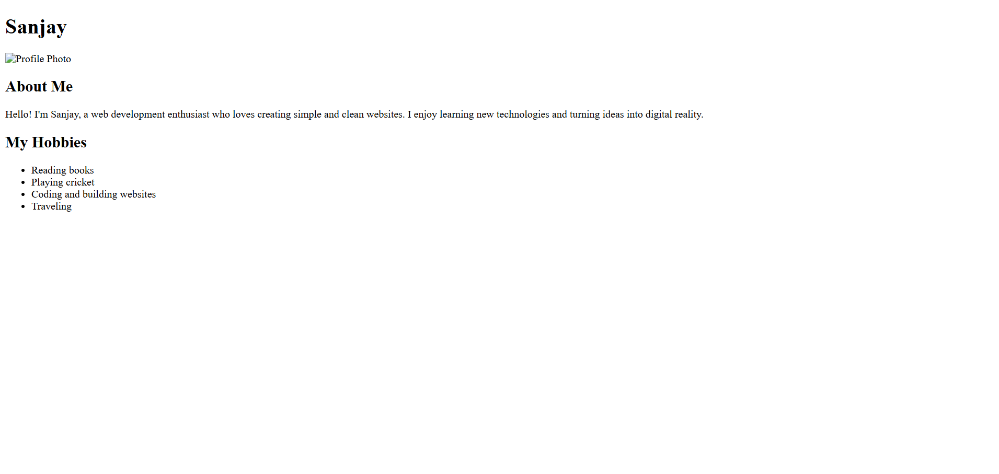 Sanjay
Profile Photo
About Me
Hello! I'm Sanjay, a web development enthusiast who loves creating simple and clean websites. I enjoy learning new technologies and turning ideas into digital reality.
My Hobbies
Reading books
Playing cricket
Coding and building websites
Traveling